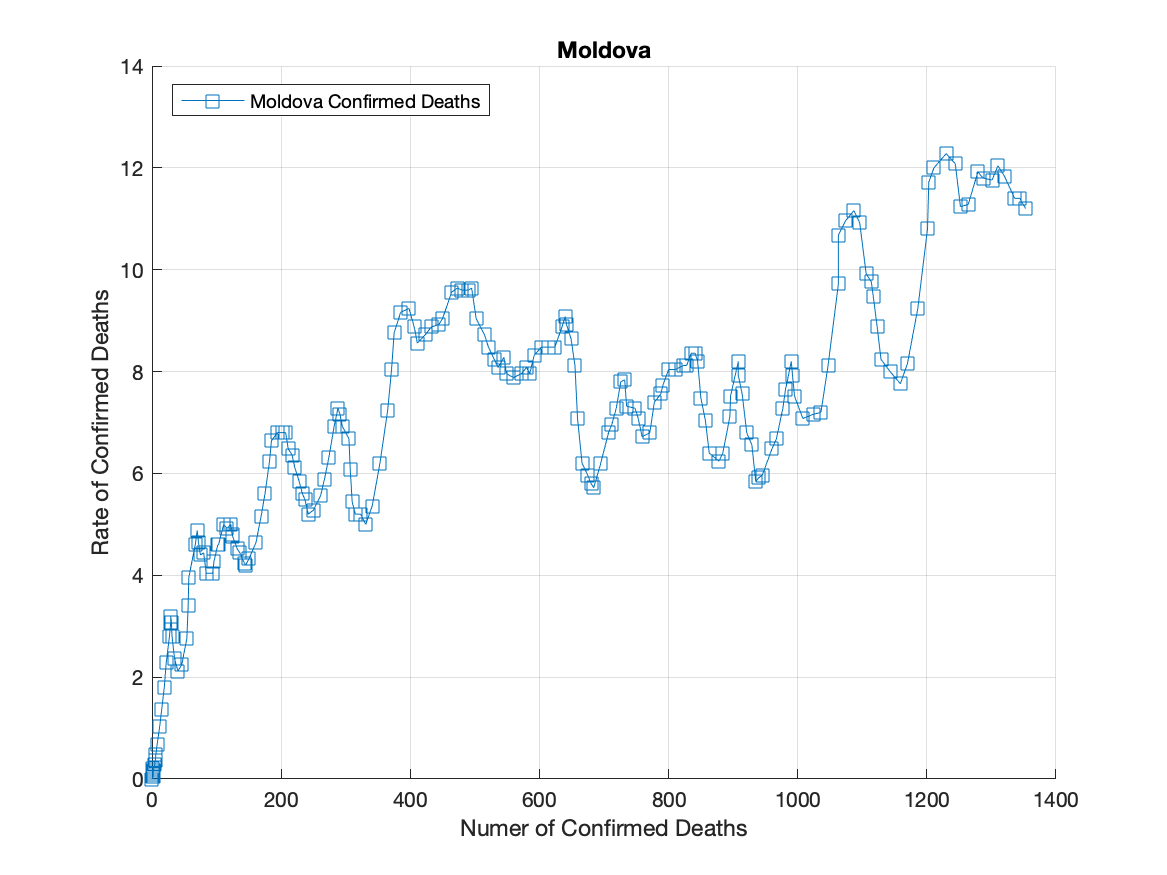 Moldova
14
Moldova Confirmed Deaths
12
10
8
6
4
2
0
Rate of Confirmed Deaths
0 200 400 600 800 1000 1200 1400
Numer of Confirmed Deaths